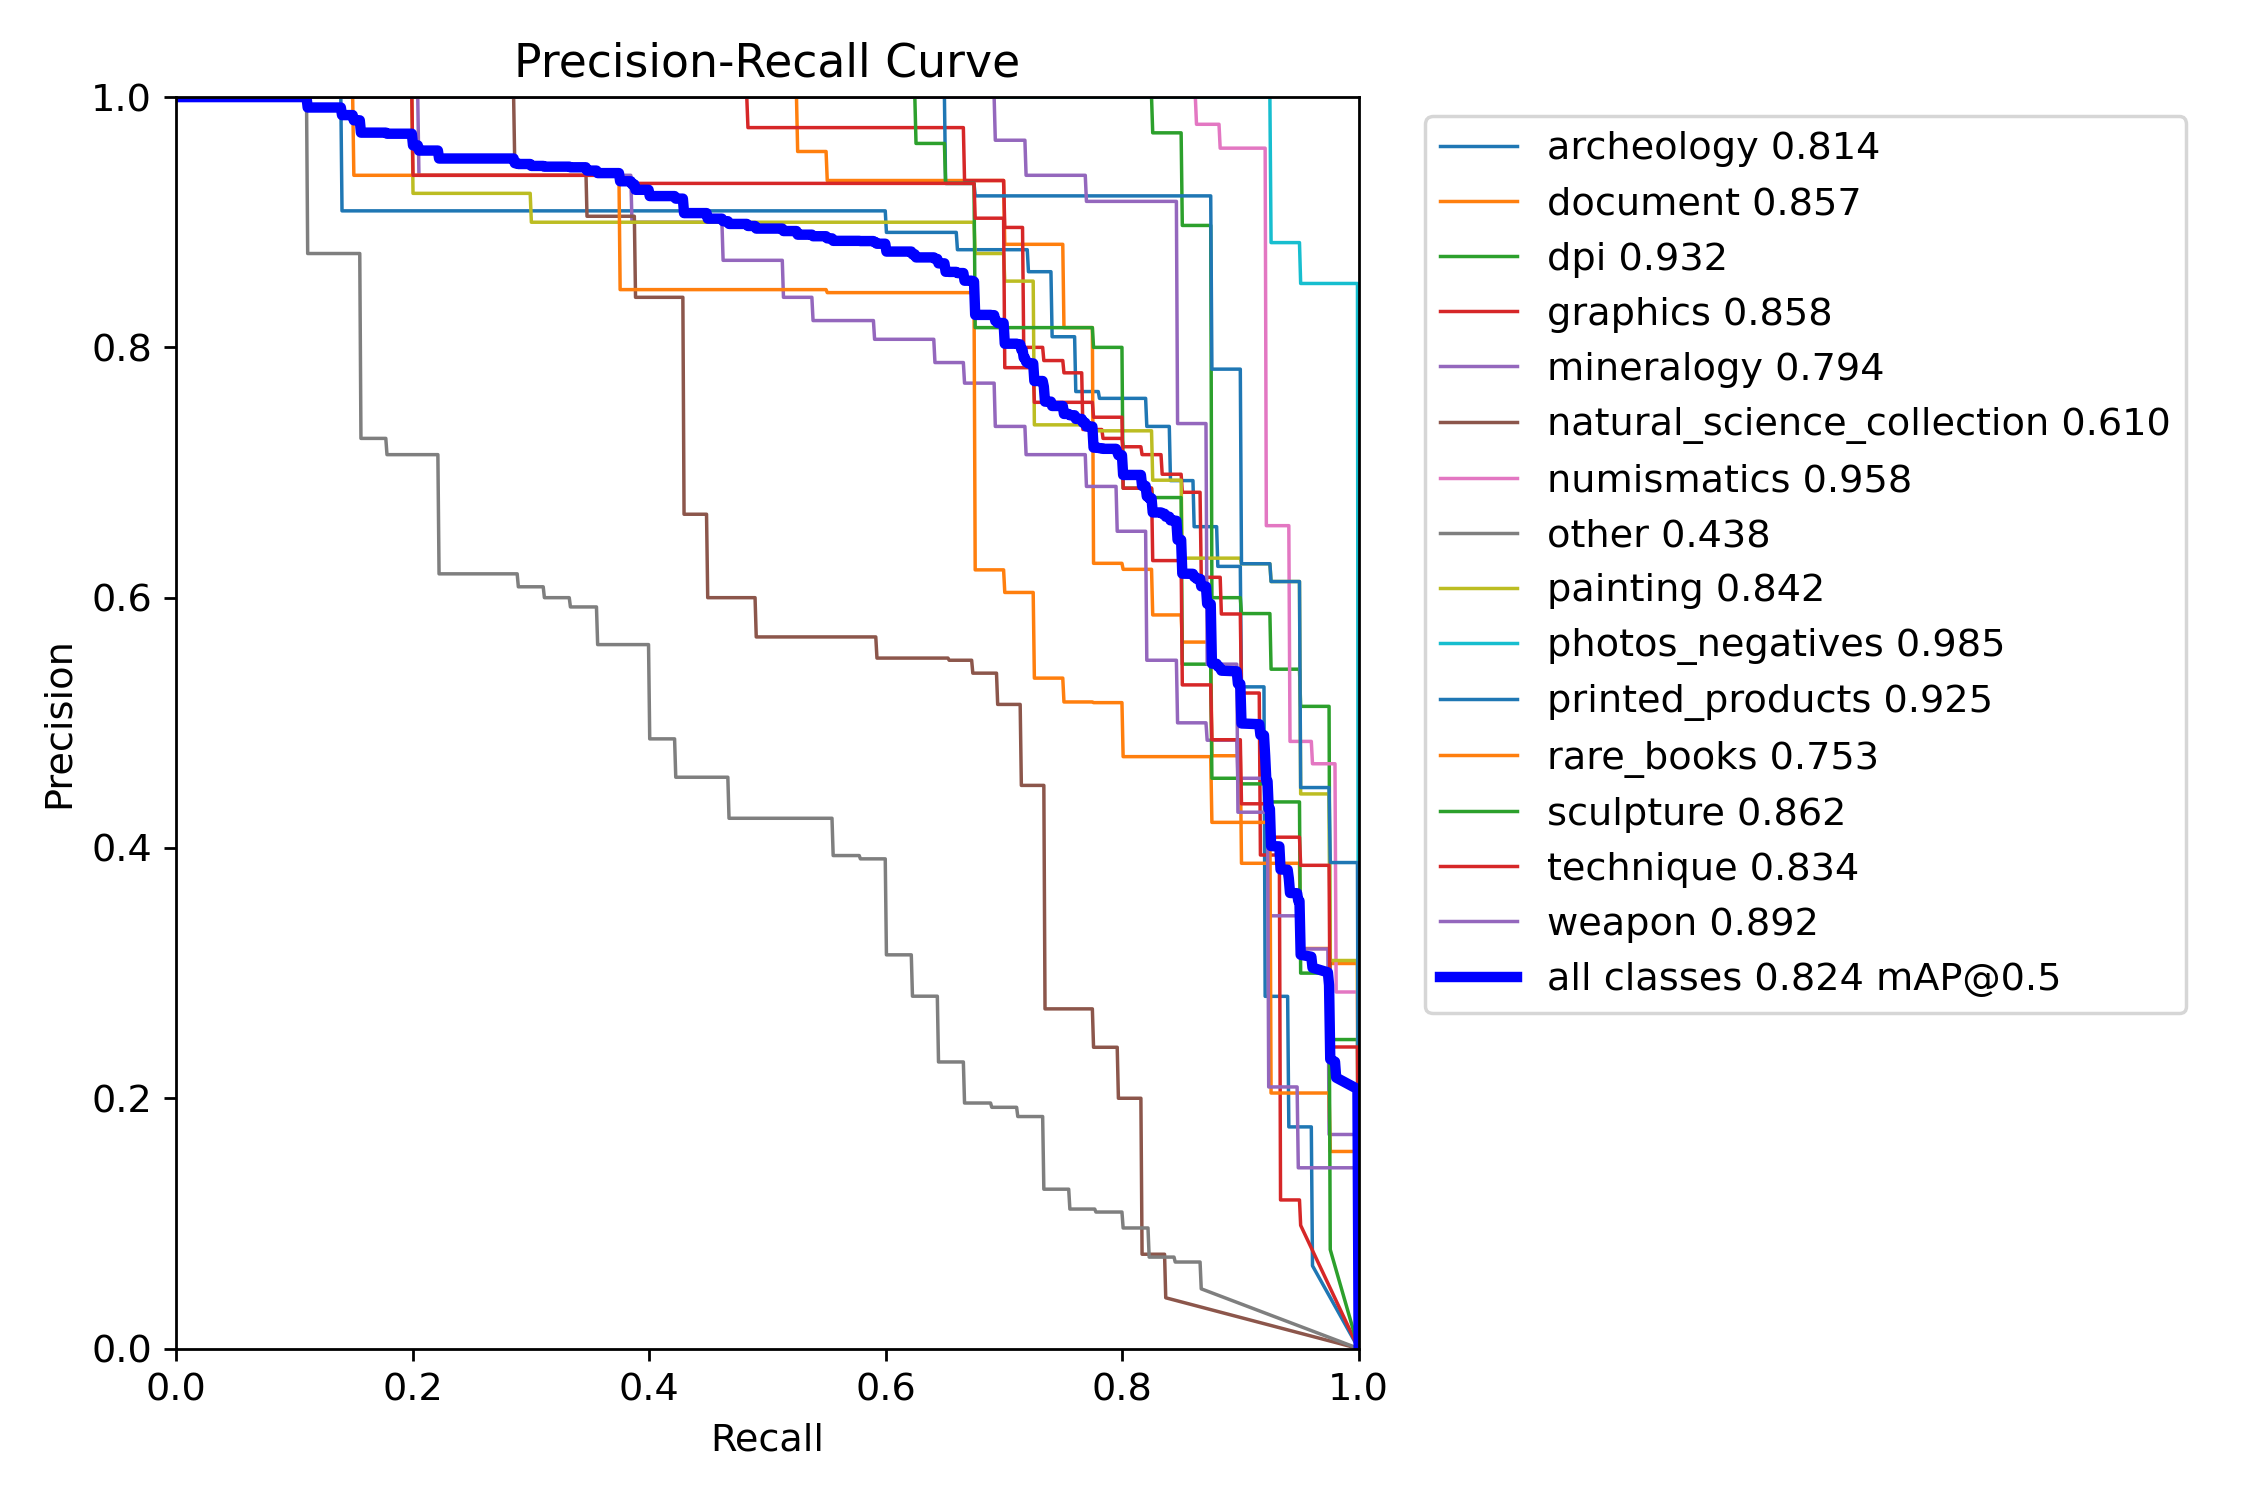 Precision-Recall Curve
1.0
0.8
0.6
0.4
0.2
0.0
Precision
0.0 0.2 0.4 0.6 0.8 1.0
Recall
archeology 0.814
document 0.857
dpi 0.932
graphics 0.858
mineralogy 0.794
natural_science_collection 0.610
numismatics 0.958
other 0.438
painting 0.842
photos_negatives 0.985
printed_products 0.925
rare_books 0.753
sculpture 0.862
technique 0.834
weapon 0.892
all classes 0.824 mAP@0.5